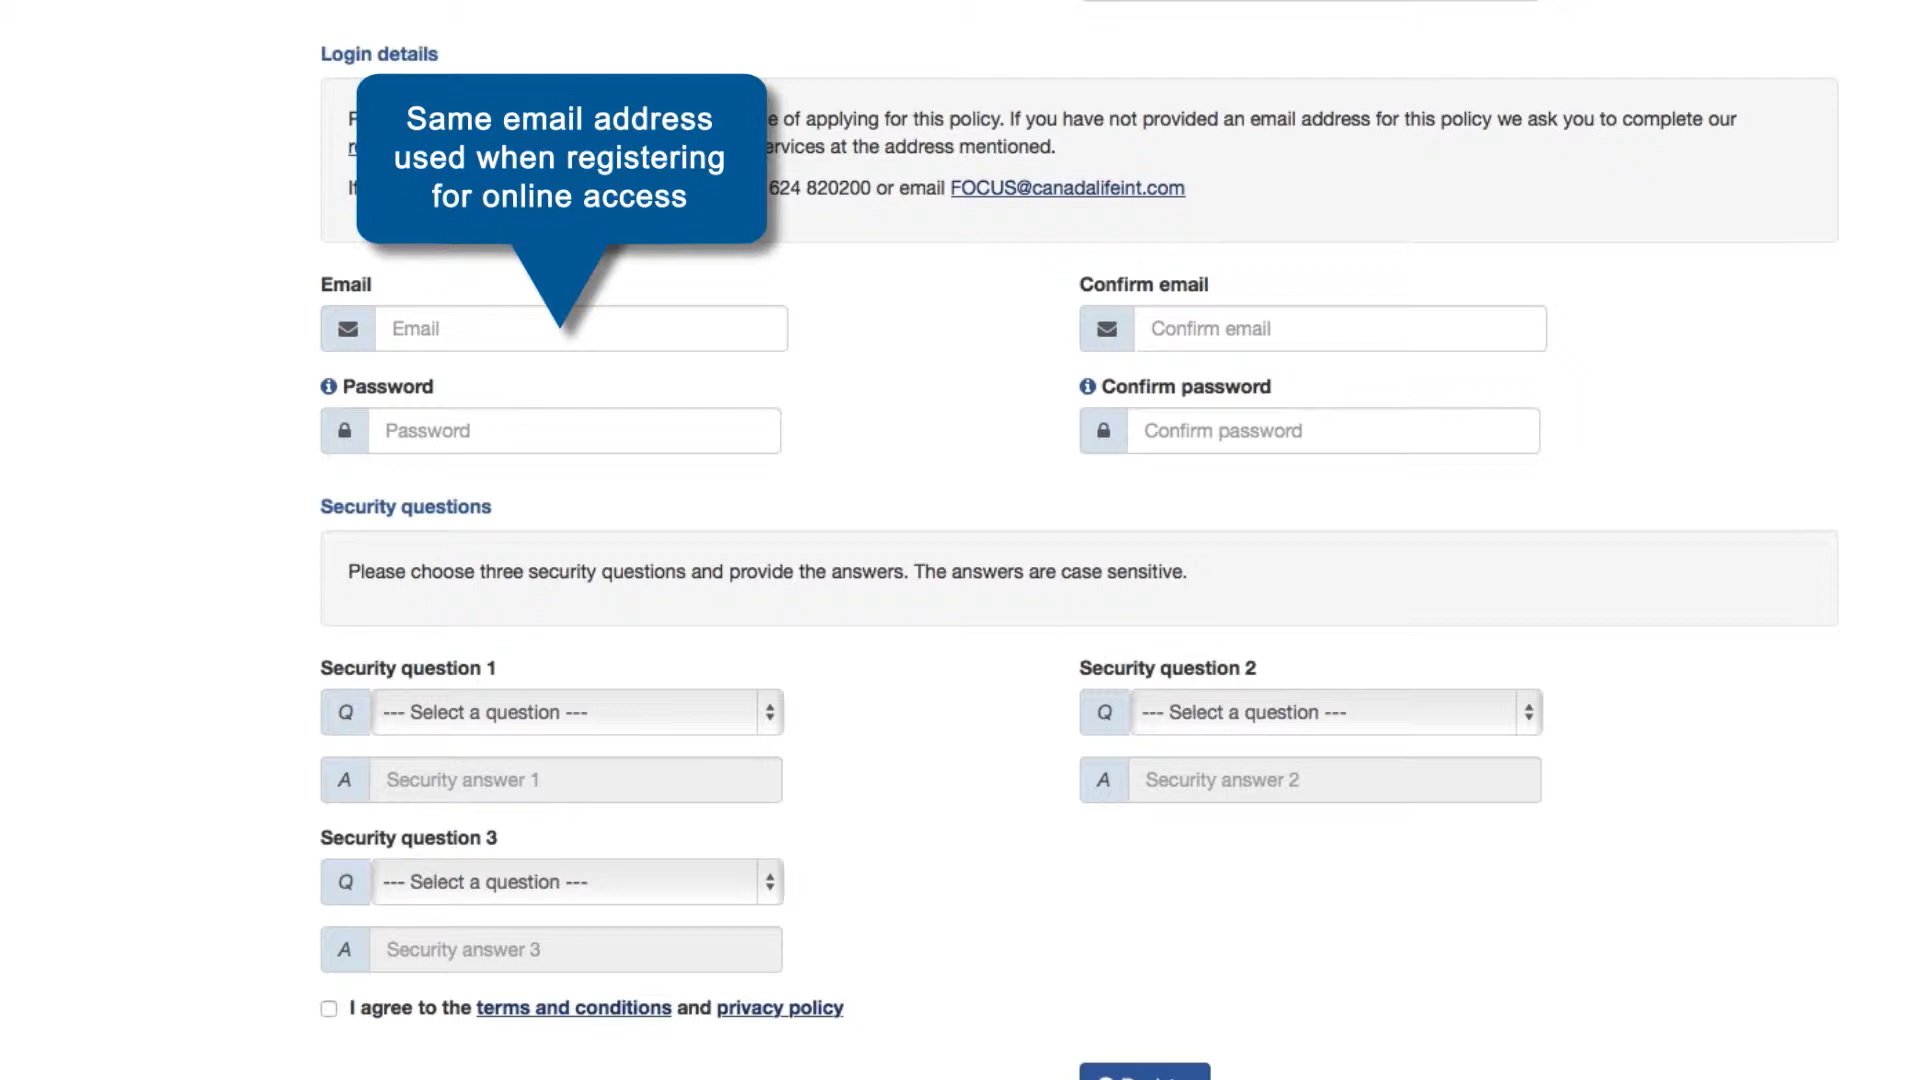 Login details
Same email address
used when registering
for online access
e of applying for this policy. If you have not provided an email address for this policy we ask you to complete our
ervices at the address mentioned.
If 624 820200 or email FOCUS@canadalifeint.com
Email Confirm email
Email Confirm email
Password Confirm password
Password Confirm password
Security questions
Please choose three security questions and provide the answers. The answers are case sensitive.
Security question 1 Security question 2
Q --- Select a question --- Q --- Select a question ---
A Security answer 1 A Security answer 2
Security question 3
Q --- Select a question ---
A Security answer 3
I agree to the terms and conditions and privacy policy